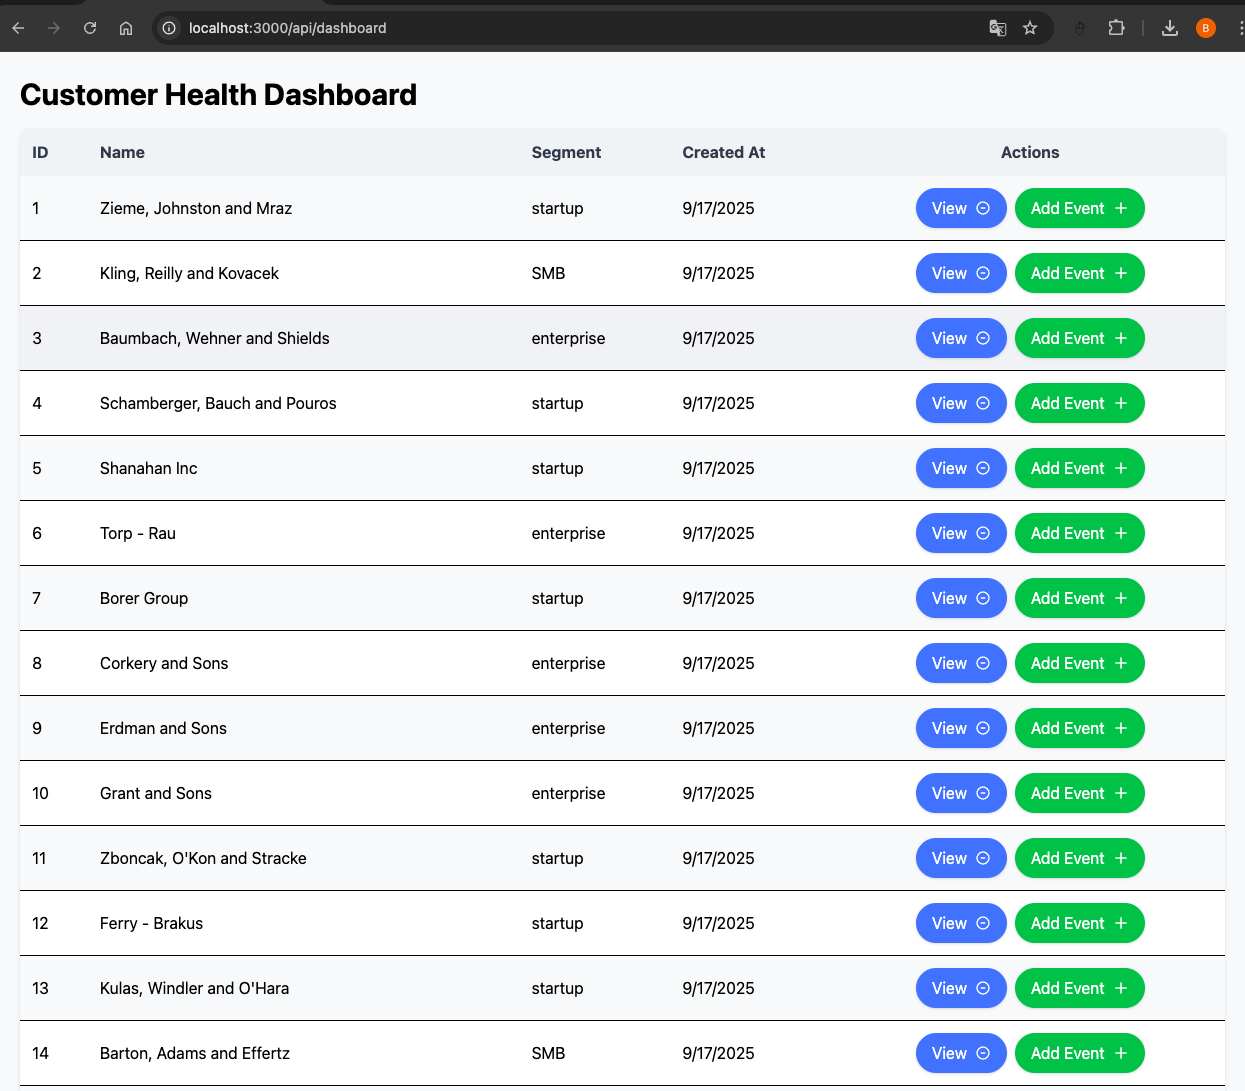 localhost:3000/api/dashboard
B
Customer Health Dashboard
ID Name Segment Created At Actions
1 Zieme, Johnston and Mraz startup 9/17/2025 View Add Event +
2 Kling, Reilly and Kovacek SMB 9/17/2025 View Add Event +
3 Baumbach, Wehner and Shields enterprise 9/17/2025 View Add Event +
4 Schamberger, Bauch and Pouros startup 9/17/2025 View Add Event +
5 Shanahan Inc startup 9/17/2025 View Add Event +
6 Torp - Rau enterprise 9/17/2025 View Add Event +
7 Borer Group startup 9/17/2025 View Add Event +
8 Corkery and Sons enterprise 9/17/2025 View Add Event +
9 Erdman and Sons enterprise 9/17/2025 View Add Event +
10 Grant and Sons enterprise 9/17/2025 View Add Event +
11 Zboncak, O'Kon and Stracke startup 9/17/2025 View Add Event +
12 Ferry - Brakus startup 9/17/2025 View Add Event +
13 Kulas, Windler and O'Hara startup 9/17/2025 View Add Event +
14 Barton, Adams and Effertz SMB 9/17/2025 View Add Event +